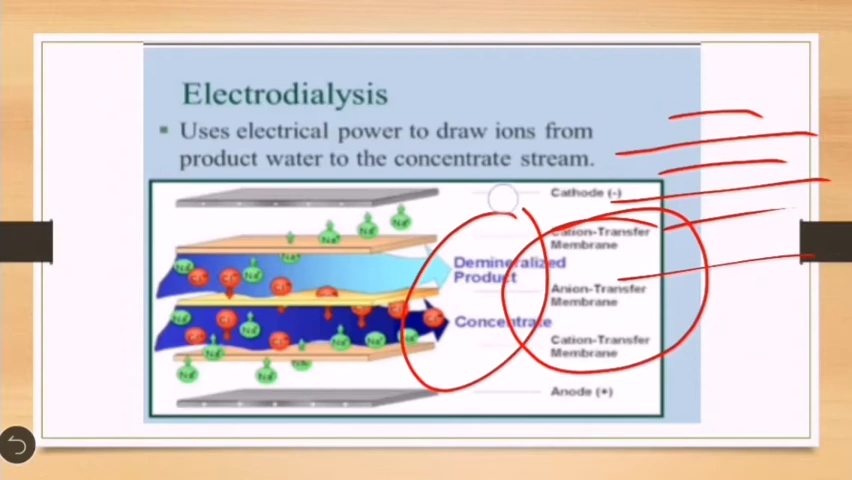 Electrodialysis
Uses electrical power to draw ions from
product water to the concentrate stream.
Cathode (-)
Cation-Transfer
Membrane
Demineralized
Product
Anion-Transfer
Membrane
Concentrate
Cation-Transfer
Membrane
Anode (+)